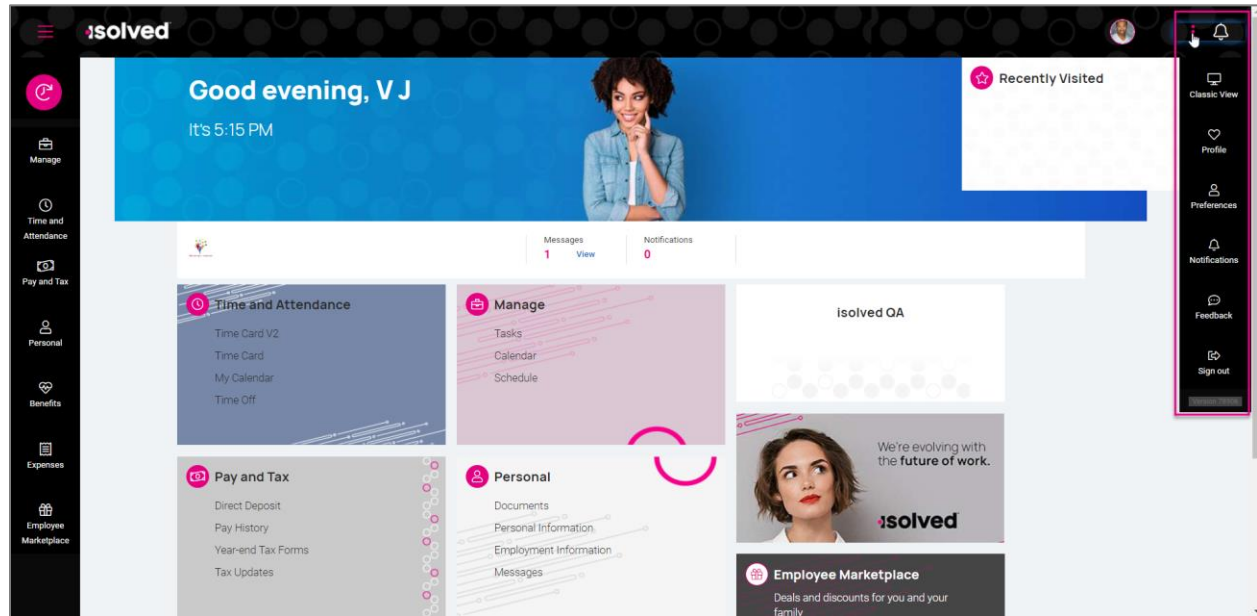 isolved
Good evening, V J
It's 5:15 PM
Recently Visited
Classic View
Profile
Preferences
Notifications
Feedback
Sign out
Manage
Time and
Attendance
Pay and Tax
Personal
Benefits
Expenses
Employee
Marketplace
Messages
1 View
Notifications
0
Time and Attendance
Time Card V2
Time Card
My Calendar
Time Off
Manage
Tasks
Calendar
Schedule
isolved QA
We're evolving with
the future of work.
isolved
Pay and Tax
Direct Deposit
Pay History
Year-end Tax Forms
Tax Updates
Personal
Documents
Personal Information
Employment Information
Messages
Employee Marketplace
Deals and discounts for you and your
family